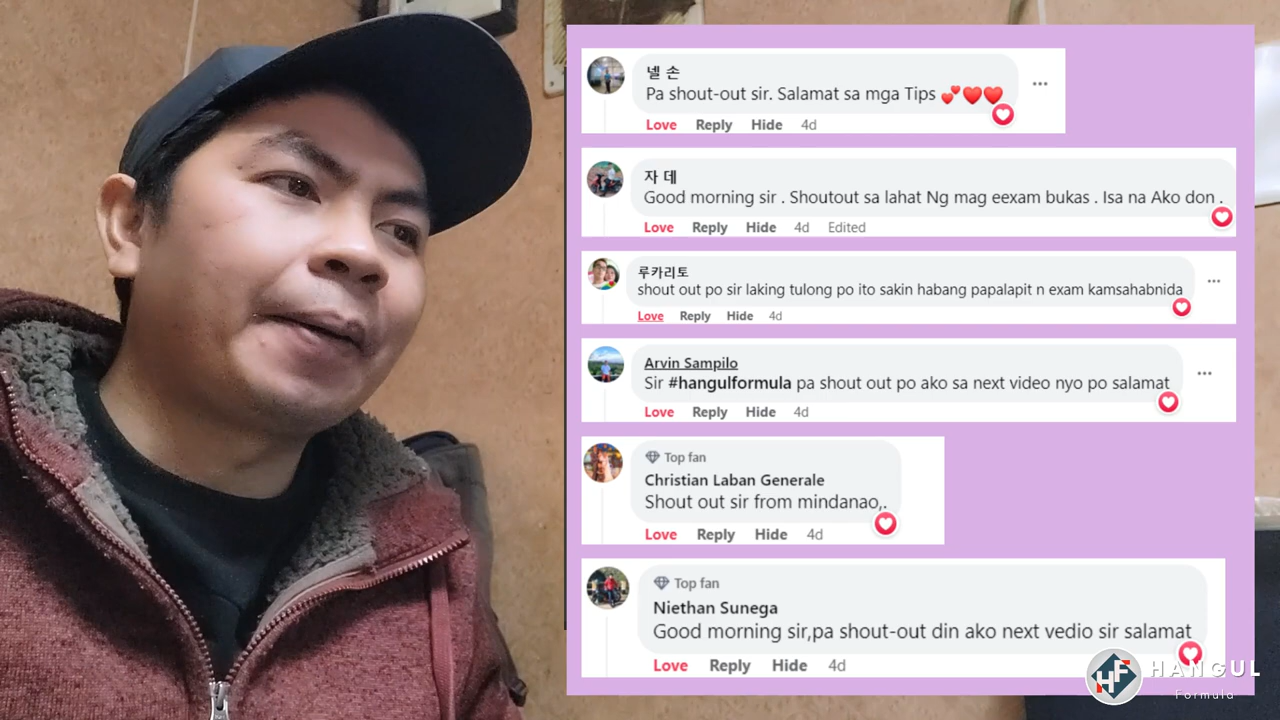 넬 손
Pa shout-out sir. Salamat sa mga Tips 💕❤️❤️
Love Reply Hide 4d
자 데
Good morning sir . Shoutout sa lahat Ng mag eexam bukas . Isa na Ako don .
Love Reply Hide 4d Edited
루카리토
shout out po sir laking tulong po ito sakin habang papalapit n exam kamsahabnida
Love Reply Hide 4d
Arvin Sampilo
Sir #hangulformula pa shout out po ako sa next video nyo po salamat
Love Reply Hide 4d
Top fan
Christian Laban Generale
Shout out sir from mindanao,.
Love Reply Hide 4d
Top fan
Niethan Sunega
Good morning sir,pa shout-out din ako next vedio sir salamat
Love Reply Hide 4d
HF HANGUL
Formula